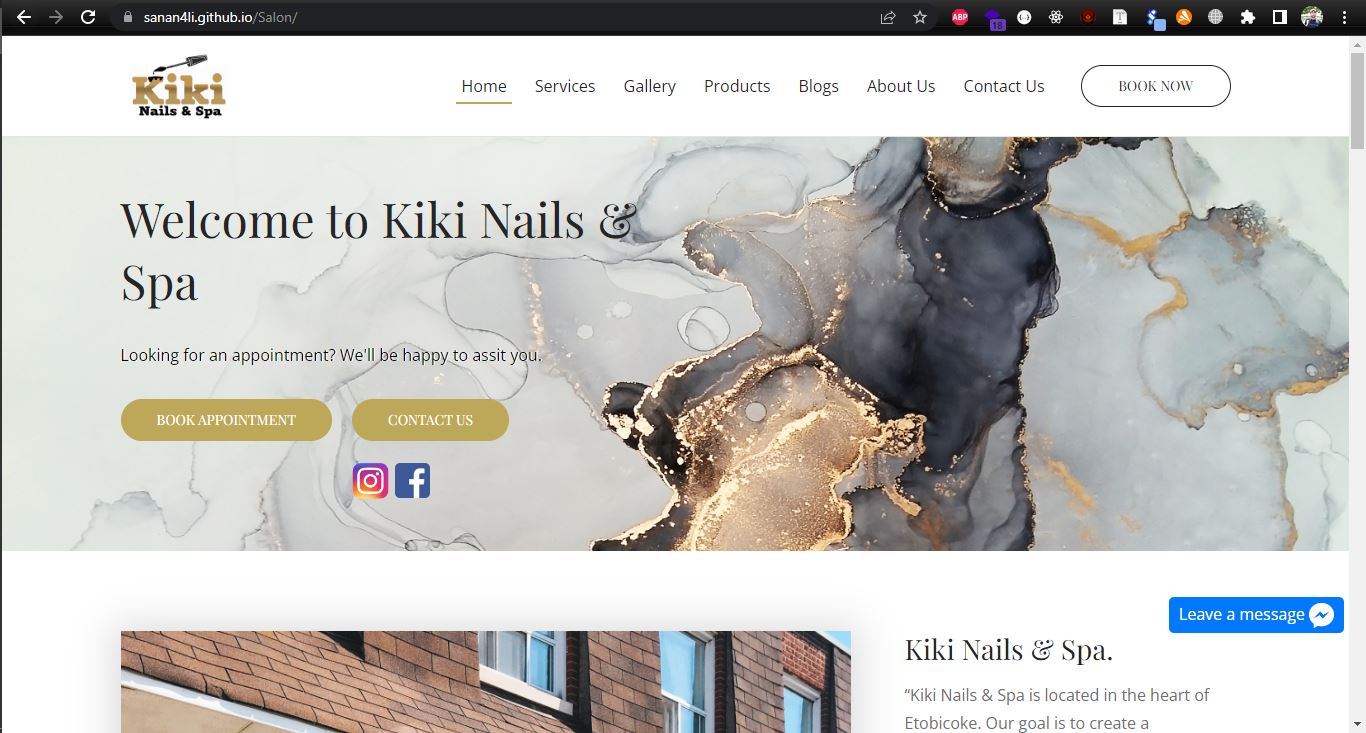 sanan4li.github.io/Salon/
ABP
18
Kiki
Nails & Spa
Home Services Gallery Products Blogs About Us Contact Us BOOK NOW
Welcome to Kiki Nails &
Spa
Looking for an appointment? We'll be happy to assit you.
BOOK APPOINTMENT CONTACT US
Leave a message
Kiki Nails & Spa.
“Kiki Nails & Spa is located in the heart of
Etobicoke. Our goal is to create a